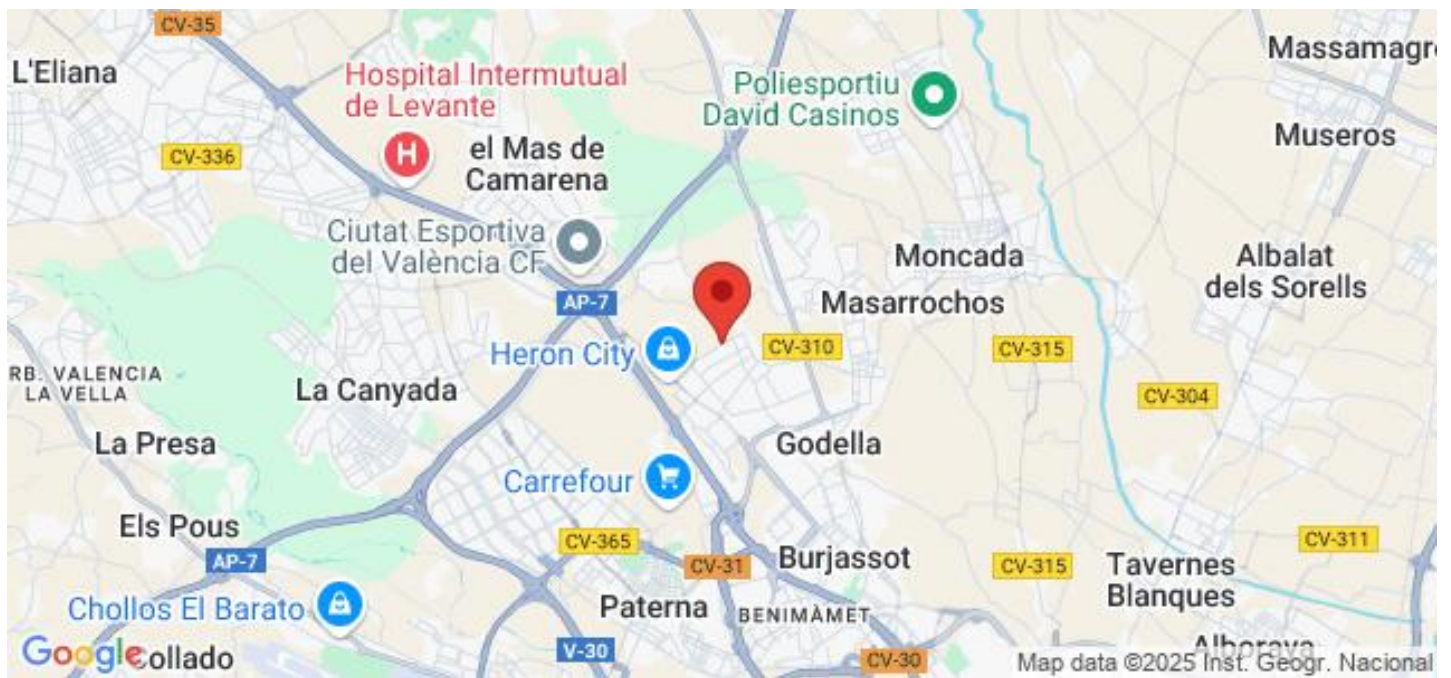 CV-35
L'Eliana
Hospital Intermutual
de Levante
Poliesportiu
David Casinos
Massamagr
Museros
CV-336
el Mas de
Camarena
Ciutat Esportiva
del València CF
Moncada
Albalat
dels Sorells
AP-7
Masarrochos
Heron City
CV-310
CV-315
RB. VALENCIA
LA VELLA
La Canyada
CV-304
La Presa
Godella
Carrefour
Els Pous
CV-365
CV-311
AP-7
CV-31
Burjassot
CV-315
Tavernes
Blanques
Chollos El Barato
Paterna
BENIMÀMET
Alboraya
Google
Collado
V-30
CV-30
Map data ©2025 Inst. Geogr. Nacional